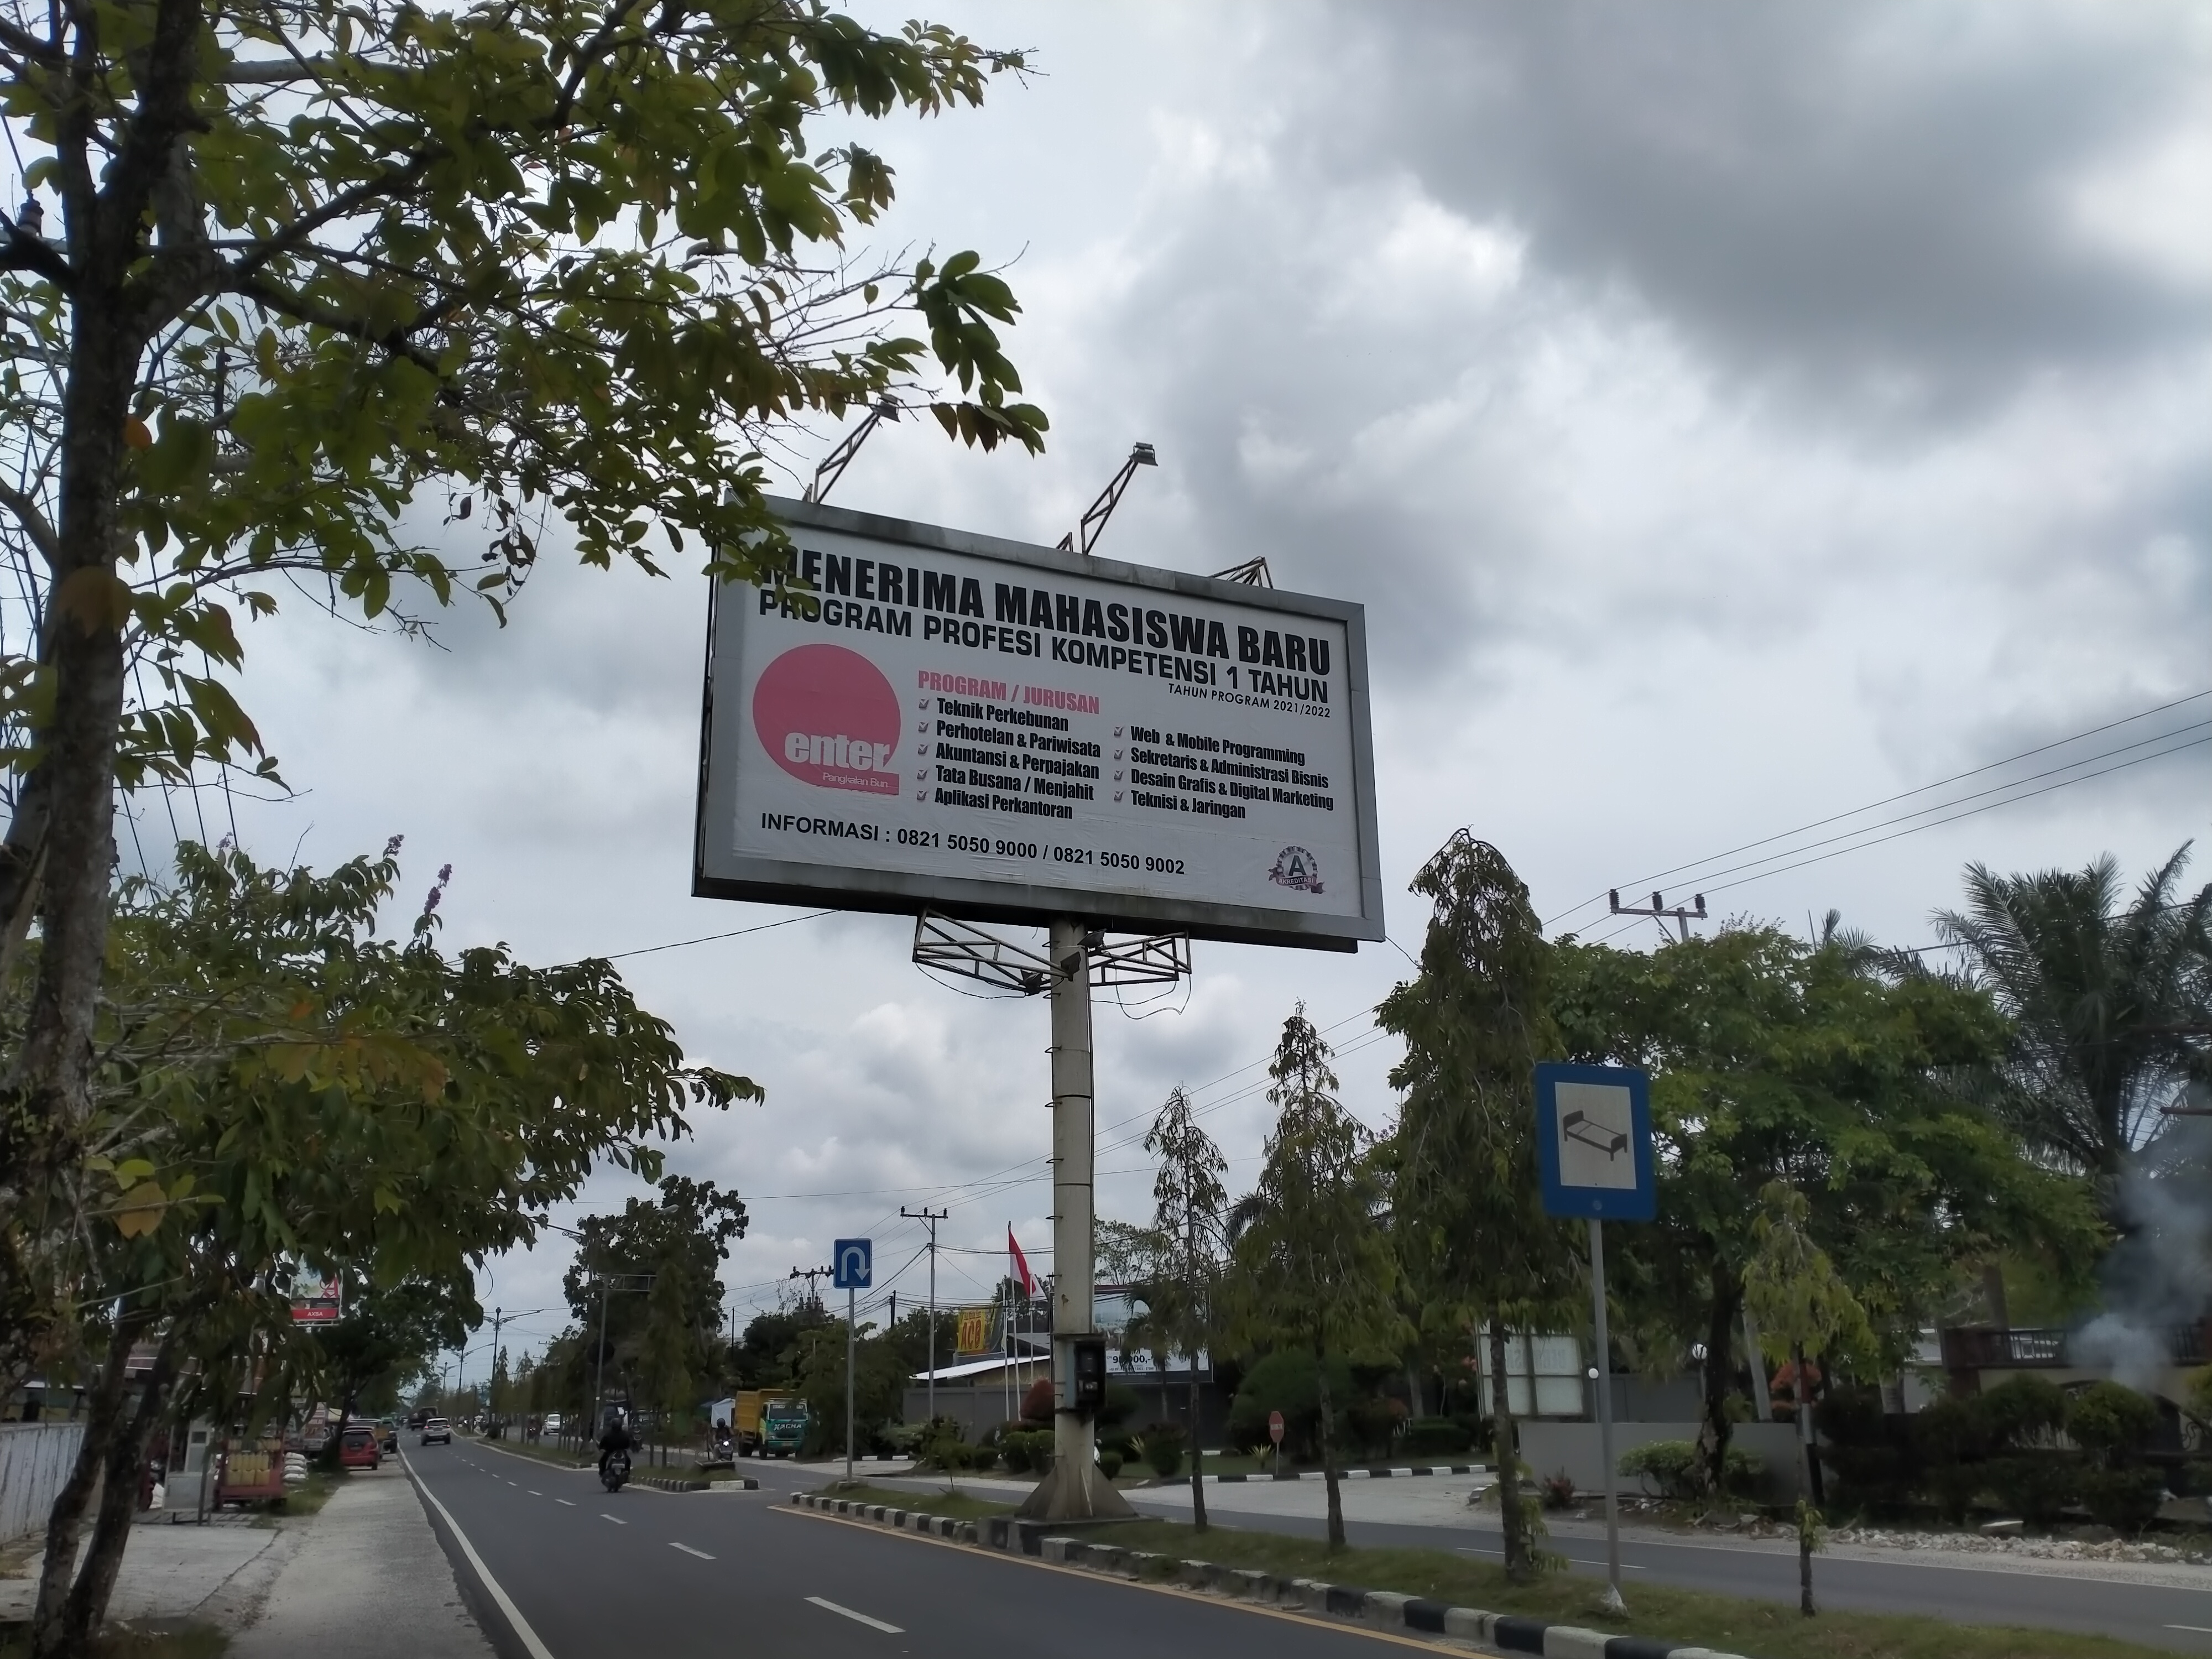 MENERIMA MAHASISWA BARU
PROGRAM PROFESI KOMPETENSI 1 TAHUN
TAHUN PROGRAM 2021/2022
enter
Pangkalan Bun
PROGRAM / JURUSAN
Teknik Perkebunan
Perhotelan & Pariwisata
Akuntansi & Perpajakan
Tata Busana / Menjahit
Aplikasi Perkantoran
Web & Mobile Programming
Sekretaris & Administrasi Bisnis
Desain Grafis & Digital Marketing
Teknisi & Jaringan
INFORMASI : 0821 5050 9000 / 0821 5050 9002
A
AKREDITASI